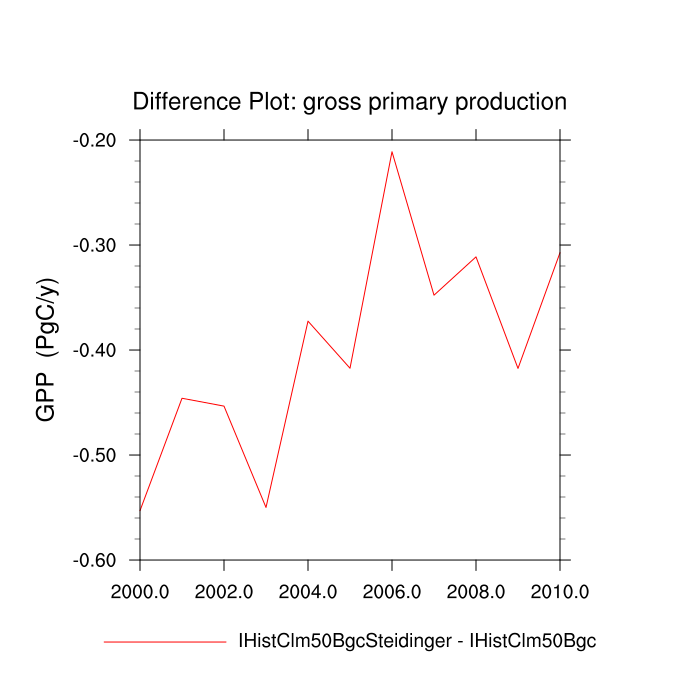 Difference Plot: gross primary production
-0.20
-0.30
-0.40
-0.50
-0.60
GPP (PgC/y)
2000.0 2002.0 2004.0 2006.0 2008.0 2010.0
IHistClm50BgcSteidinger - IHistClm50Bgc